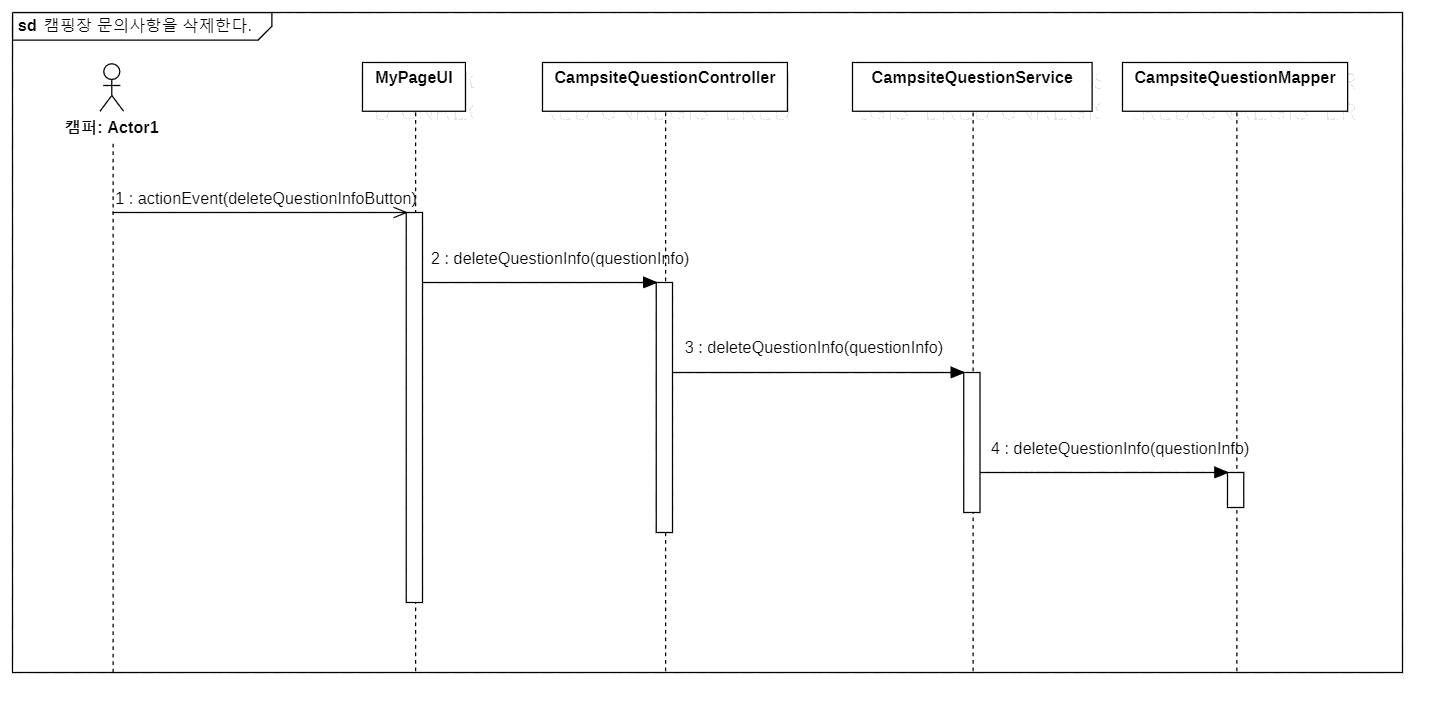 sd 캠핑장 문의사항을 삭제한다.
MyPageUI
CampsiteQuestionController
CampsiteQuestionService
CampsiteQuestionMapper
캠퍼: Actor1
1 : actionEvent(deleteQuestionInfoButton)
2 : deleteQuestionInfo(questionInfo)
3 : deleteQuestionInfo(questionInfo)
4 : deleteQuestionInfo(questionInfo)